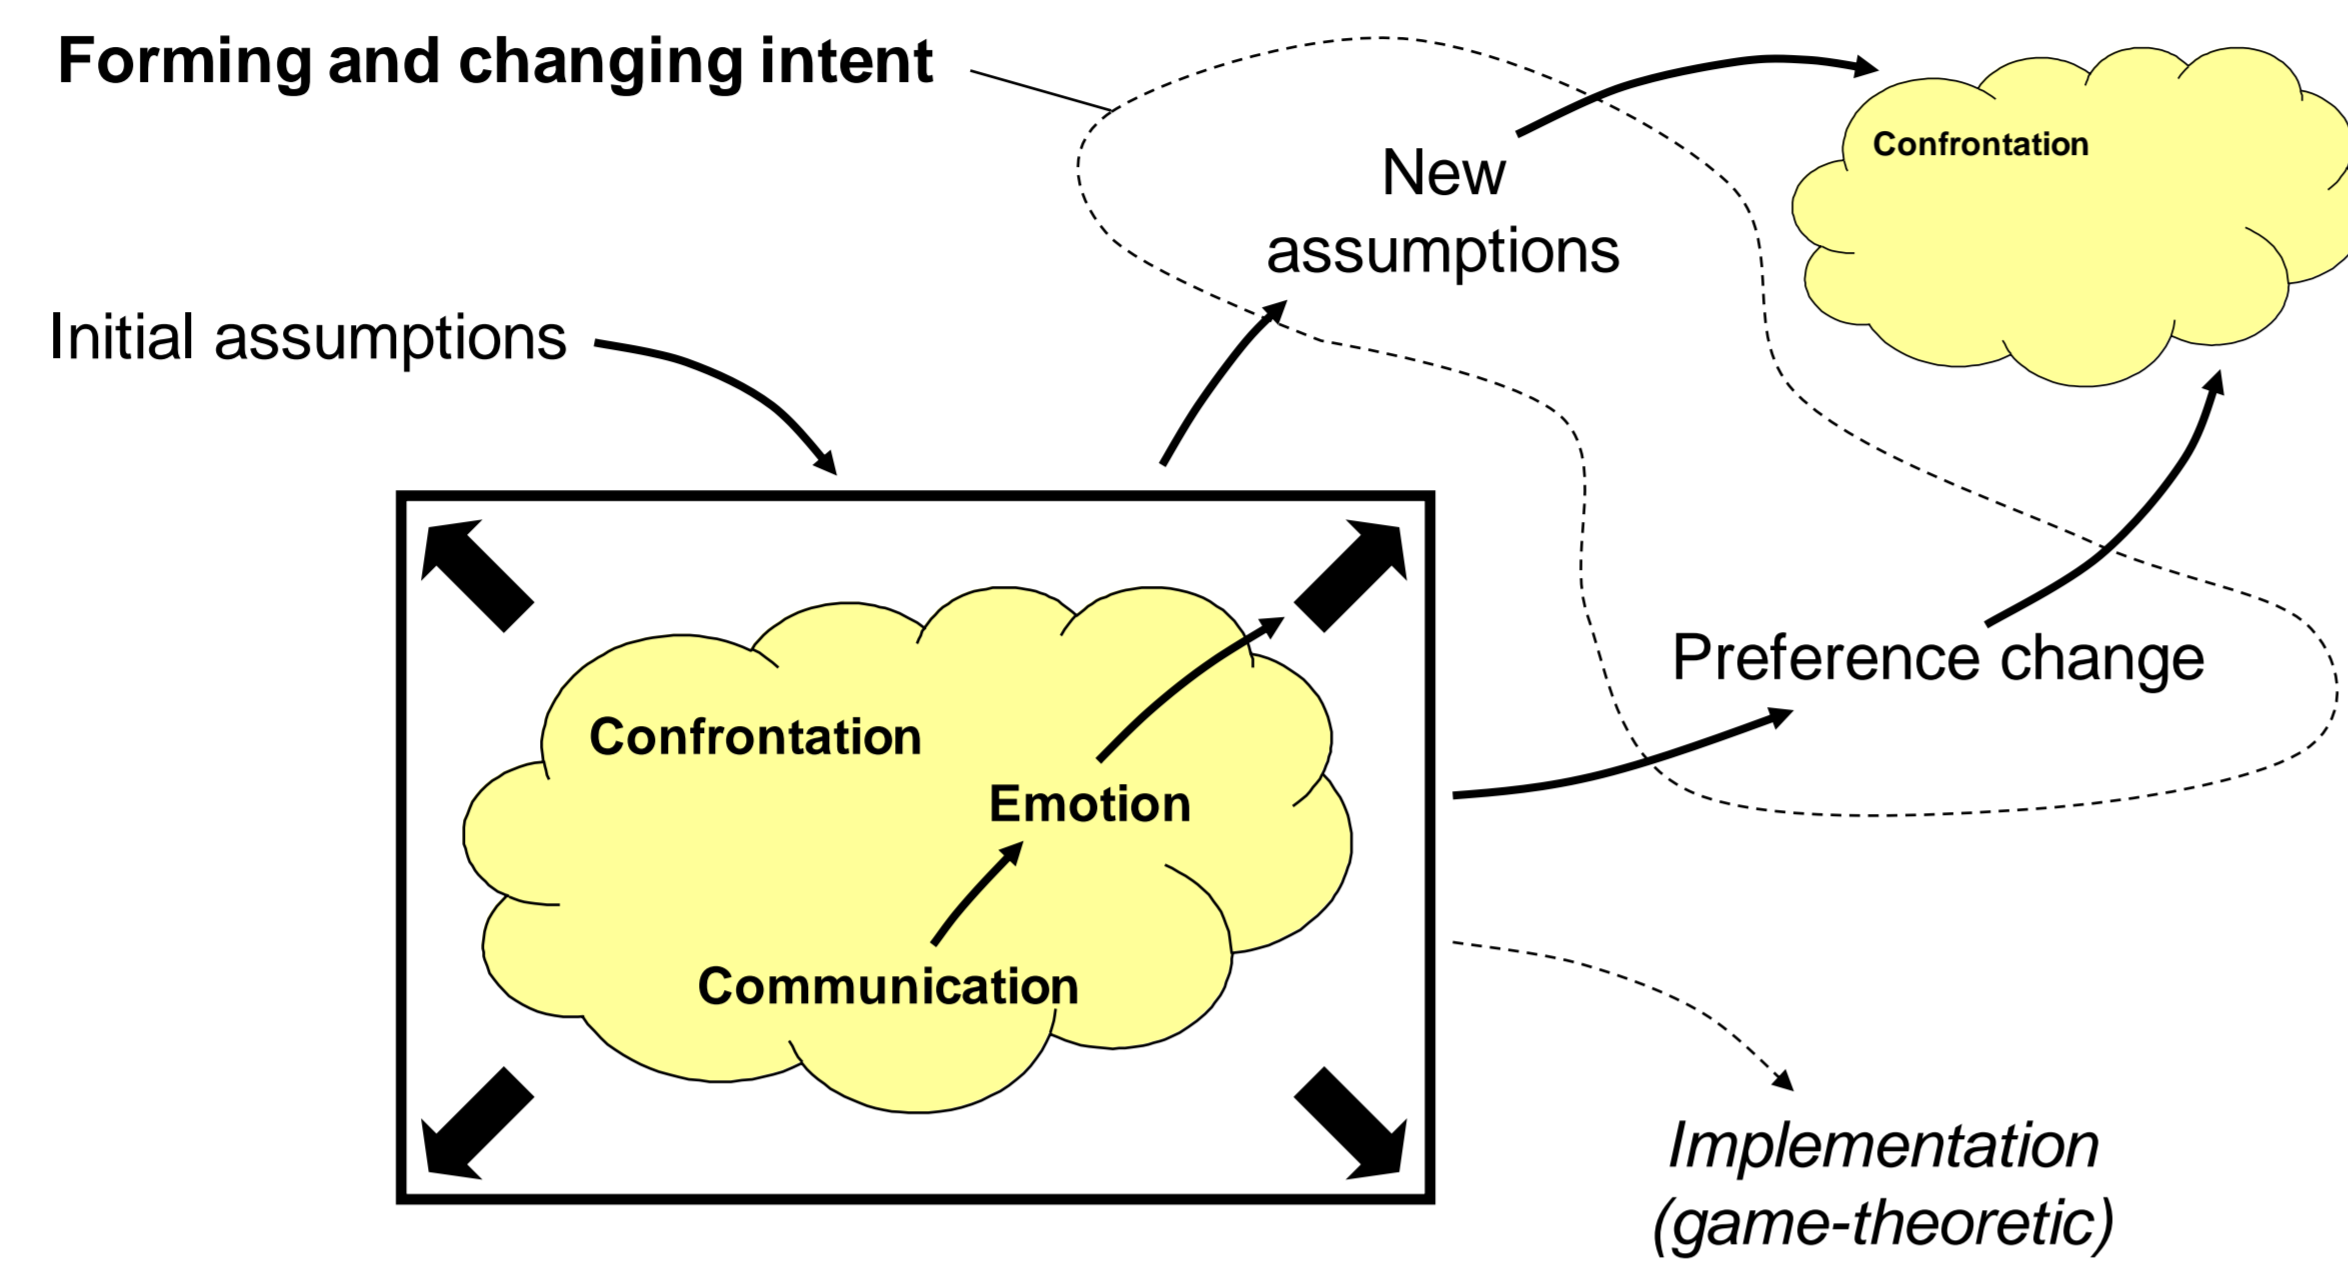 Forming and changing intent
New
assumptions
Confrontation
Initial assumptions
Preference change
Confrontation
Emotion
Communication
Implementation
(game-theoretic)